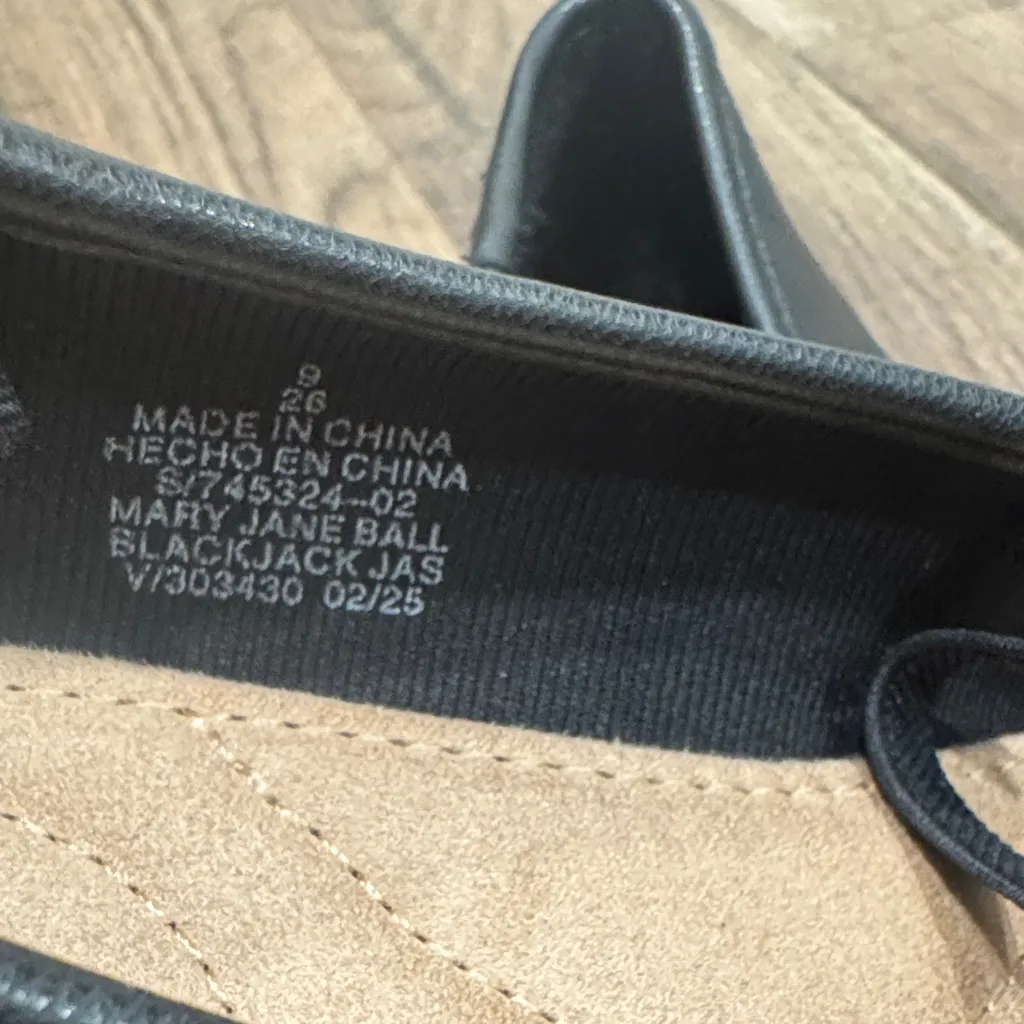 9
26
MADE IN CHINA
HECHO EN CHINA
S/745324-02
MARY JANE BALL
BLACKJACK JAS
V/303430 02/25